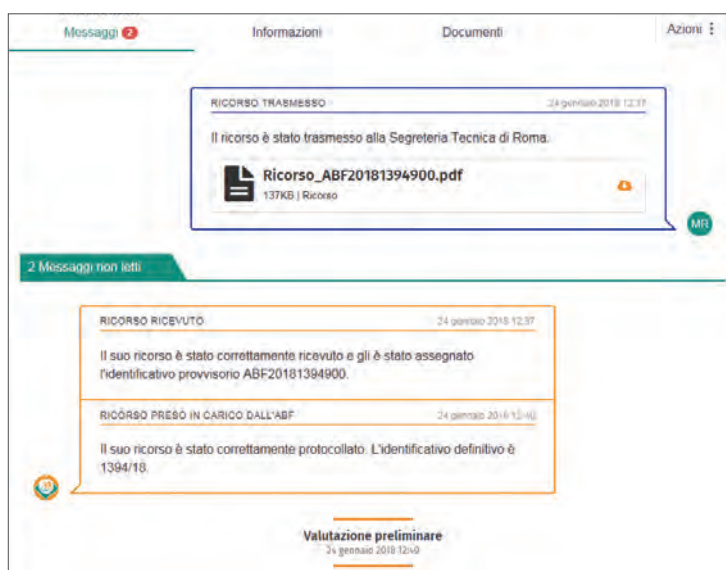 Messaggi 2 Informazioni Documenti Azioni
RICORSO TRASMESSO 24 gennaio 2018 12:37
Il ricorso è stato trasmesso alla Segreteria Tecnica di Roma.
Ricorso_ABF20181394900.pdf
137KB | Ricorso
MR
2 Messaggi non letti
RICORSO RICEVUTO 24 gennaio 2018 12:37
Il suo ricorso è stato correttamente ricevuto e gli è stato assegnato
l'identificativo provvisorio ABF20181394900.
RICORSO PRESO IN CARICO DALL'ABF 24 gennaio 2018 12:40
Il suo ricorso è stato correttamente protocollato. L'identificativo definitivo è
1394/18.
Valutazione preliminare
24 gennaio 2018 12:40